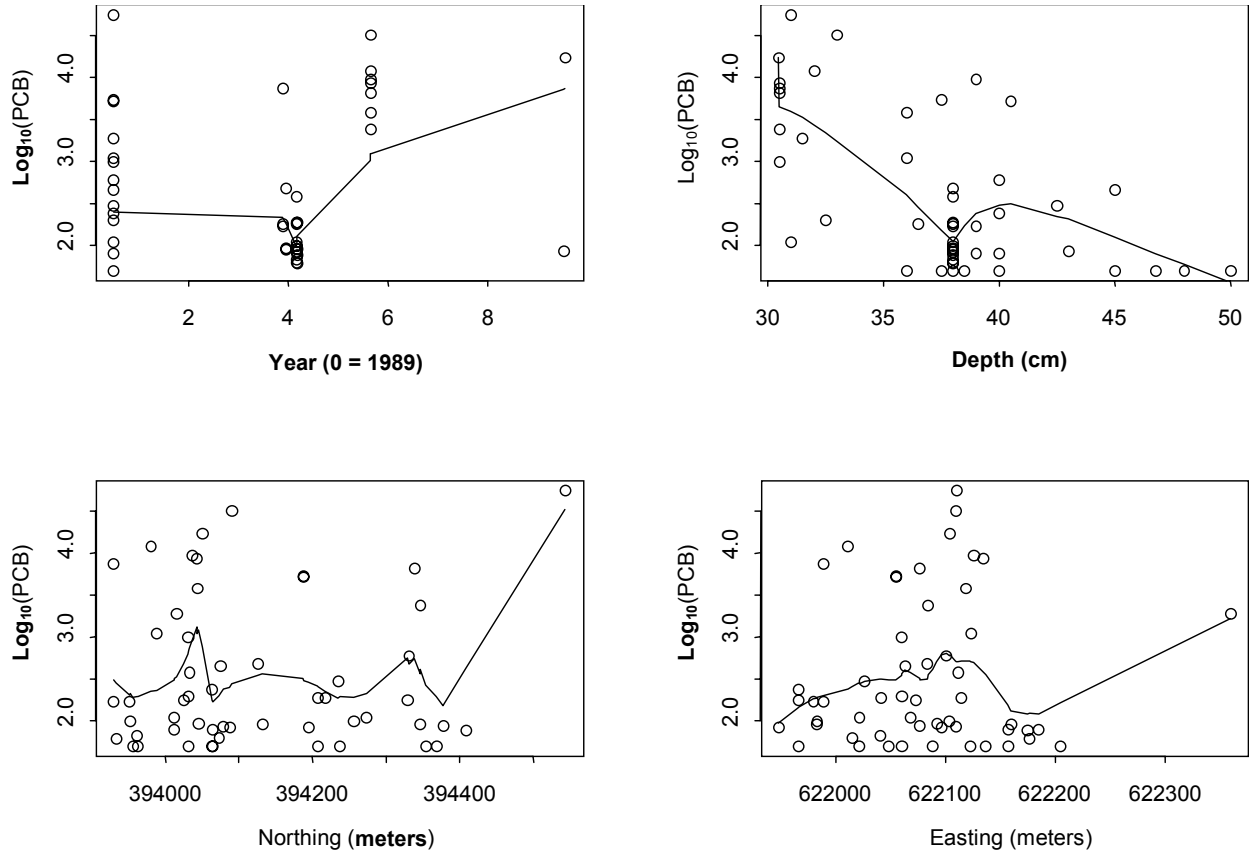 Log10(PCB)
4.0
3.0
2.0
2 4 6 8
Year (0 = 1989)
Log10(PCB)
4.0
3.0
2.0
30 35 40 45 50
Depth (cm)
Log10(PCB)
4.0
3.0
2.0
394000 394200 394400
Northing (meters)
Log10(PCB)
4.0
3.0
2.0
622000 622100 622200 622300
Easting (meters)